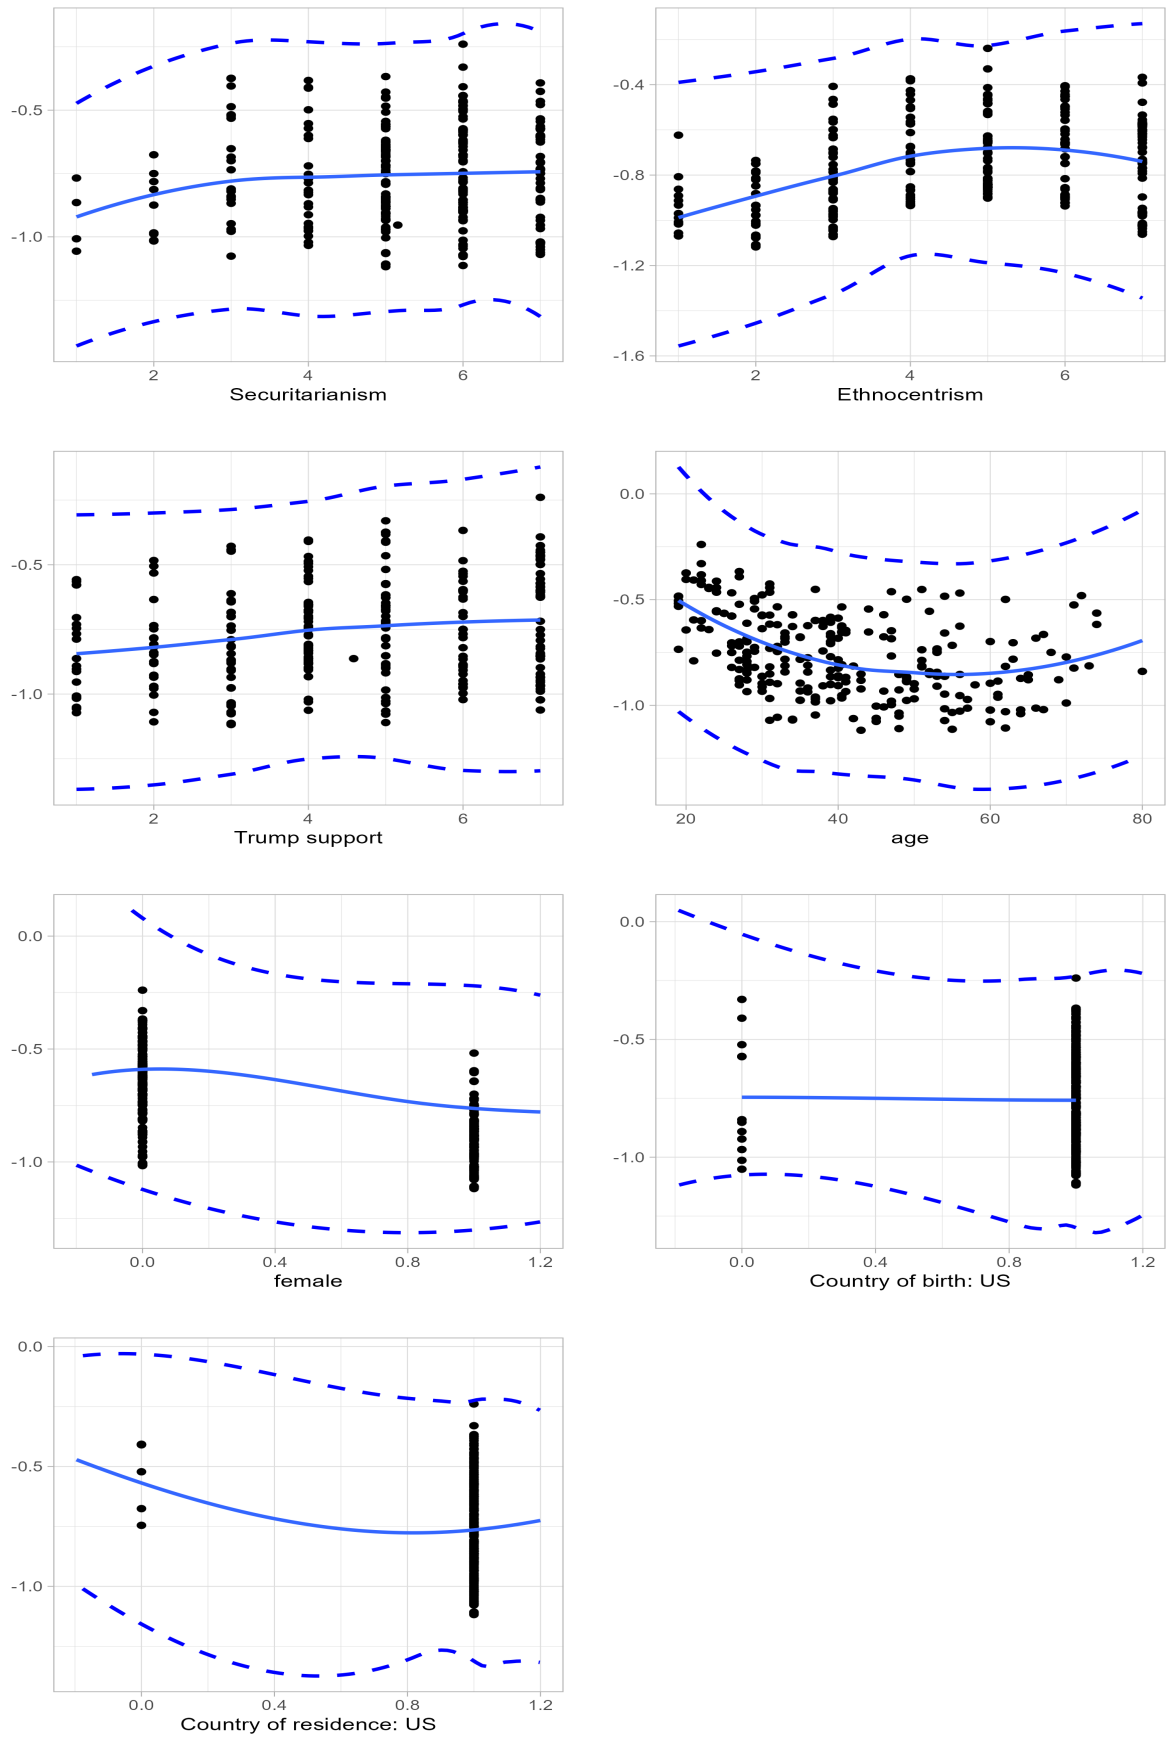 -0.5
-1.0
2 4 6
Securitarianism
-0.4
-0.8
-1.2
-1.6
2 4 6
Ethnocentrism
-0.5
-1.0
2 4 6
Trump support
0.0
-0.5
-1.0
20 40 60 80
age
0.0
-0.5
-1.0
0.0 0.4 0.8 1.2
female
0.0
-0.5
-1.0
0.0 0.4 0.8 1.2
Country of birth: US
0.0
-0.5
-1.0
0.0 0.4 0.8 1.2
Country of residence: US